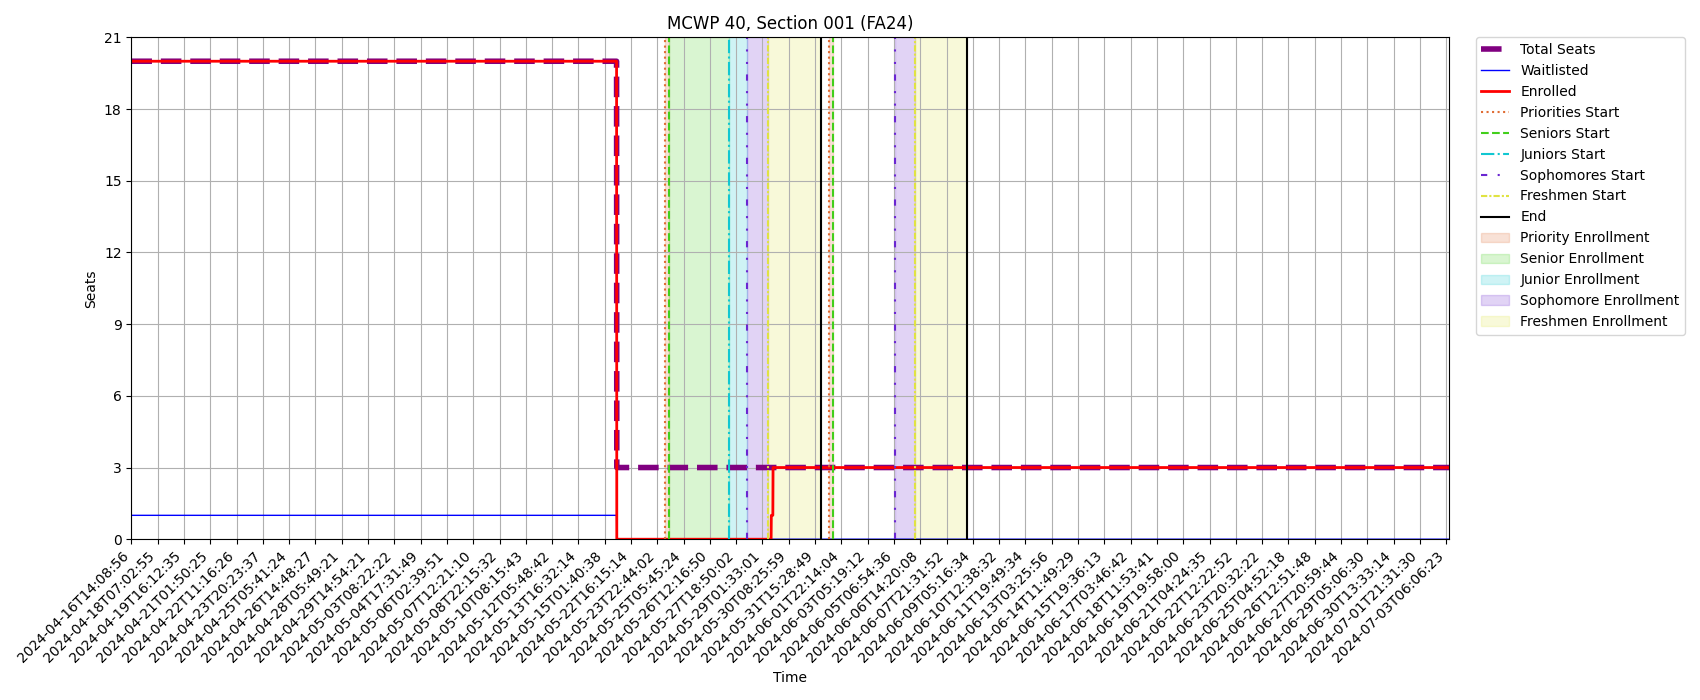 MCWP 40, Section 001 (FA24)
21
18
15
12
9
6
3
0
Seats
2024-04-16T14:08:56
2024-04-18T07:02:55
2024-04-19T16:12:35
2024-04-21T01:50:25
2024-04-22T11:16:26
2024-04-23T20:23:37
2024-04-25T05:41:24
2024-04-26T14:48:27
2024-04-28T05:49:21
2024-04-29T14:54:21
2024-05-03T08:22:22
2024-05-04T17:31:49
2024-05-06T02:39:51
2024-05-07T12:21:10
2024-05-08T22:15:32
2024-05-10T08:15:43
2024-05-12T05:48:42
2024-05-13T16:32:14
2024-05-15T01:40:38
2024-05-22T16:15:14
2024-05-23T22:44:02
2024-05-25T05:45:24
2024-05-26T12:16:50
2024-05-27T18:50:02
2024-05-29T01:33:01
2024-05-30T08:25:59
2024-05-31T15:28:49
2024-06-01T22:14:04
2024-06-03T05:19:12
2024-06-05T06:54:36
2024-06-06T14:20:08
2024-06-07T21:31:52
2024-06-09T05:16:34
2024-06-10T12:38:32
2024-06-11T19:49:34
2024-06-13T03:25:56
2024-06-14T11:49:29
2024-06-15T19:36:13
2024-06-17T03:46:42
2024-06-18T11:53:41
2024-06-19T19:58:00
2024-06-21T04:24:35
2024-06-22T12:22:52
2024-06-23T20:32:22
2024-06-25T04:52:18
2024-06-26T12:51:48
2024-06-27T20:59:44
2024-06-29T05:06:30
2024-06-30T13:33:14
2024-07-01T21:31:30
2024-07-03T06:06:23
Time
Total Seats
Waitlisted
Enrolled
Priorities Start
Seniors Start
Juniors Start
Sophomores Start
Freshmen Start
End
Priority Enrollment
Senior Enrollment
Junior Enrollment
Sophomore Enrollment
Freshmen Enrollment